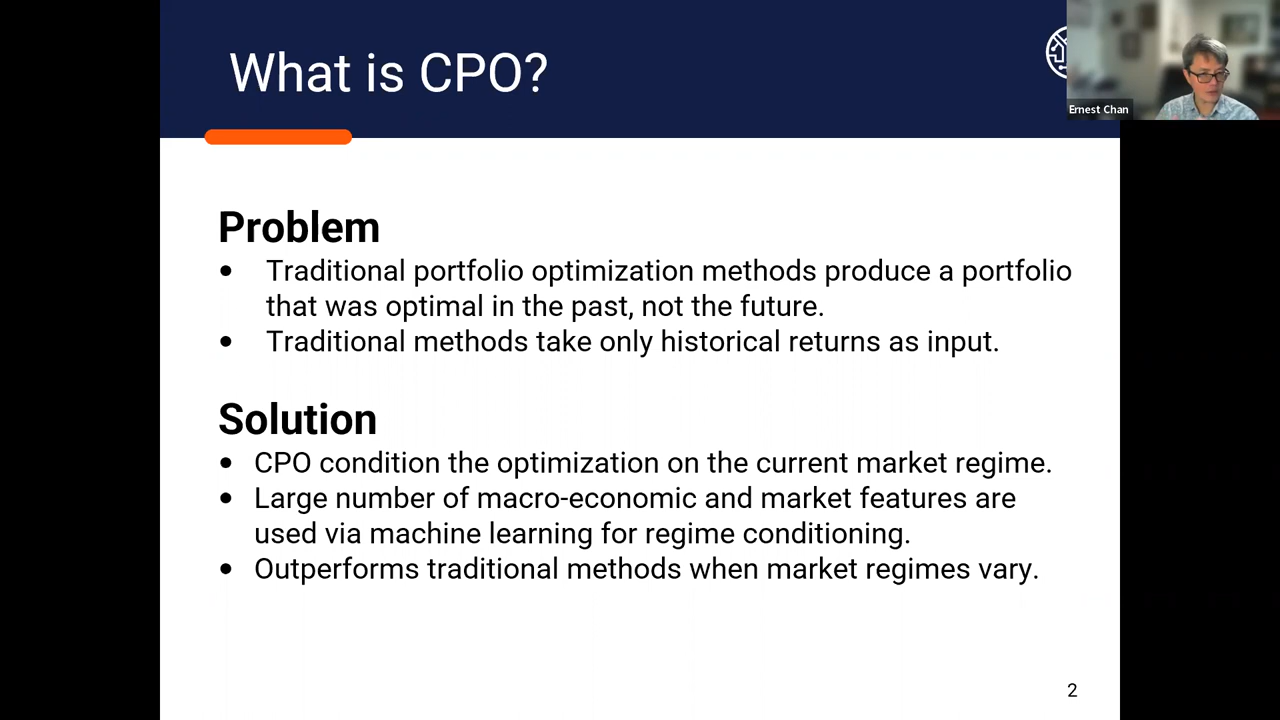 What is CPO?
Ernest Chan
Problem
• Traditional portfolio optimization methods produce a portfolio
that was optimal in the past, not the future.
• Traditional methods take only historical returns as input.
Solution
• CPO condition the optimization on the current market regime.
• Large number of macro-economic and market features are
used via machine learning for regime conditioning.
• Outperforms traditional methods when market regimes vary.
2